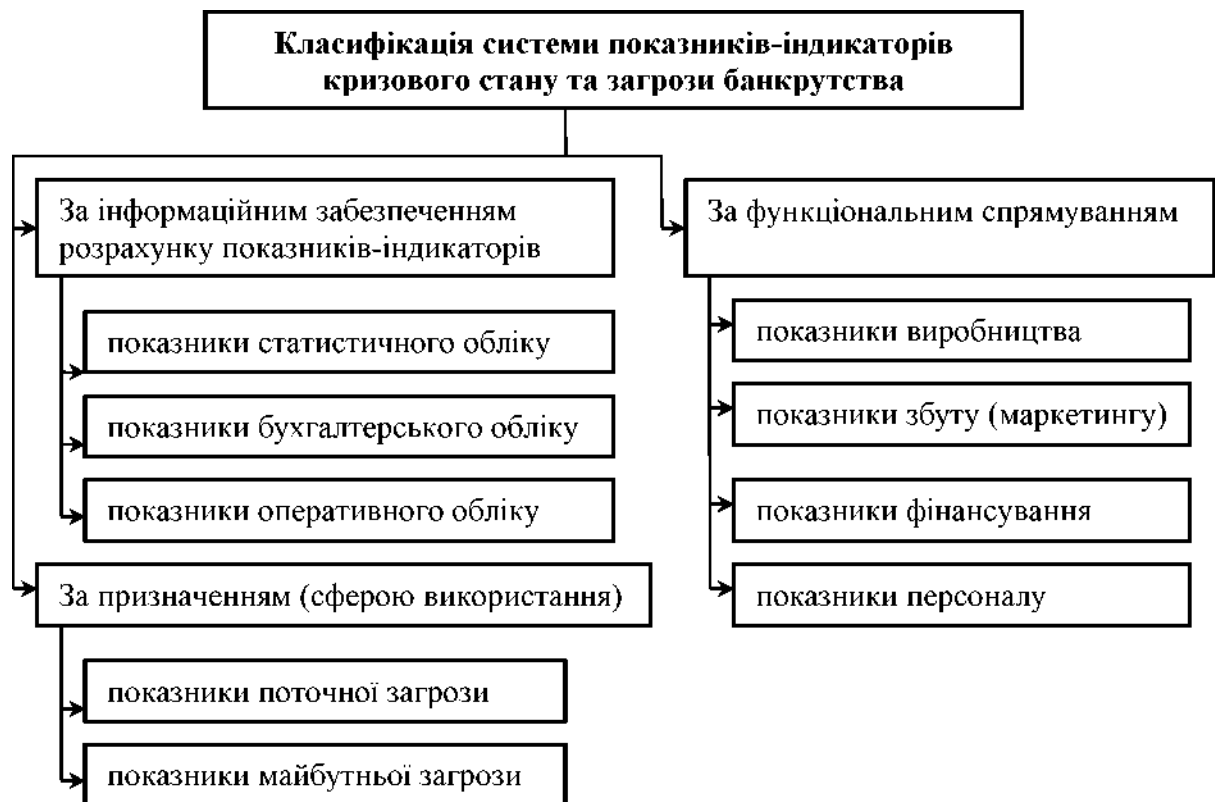 Класифікація системи показників-індикаторів
кризового стану та загрози банкрутства
За інформаційним забезпеченням
розрахунку показників-індикаторів
показники статистичного обліку
показники бухгалтерського обліку
показники оперативного обліку
За призначенням (сферою використання)
показники поточної загрози
показники майбутньої загрози
За функціональним спрямуванням
показники виробництва
показники збуту (маркетингу)
показники фінансування
показники персоналу